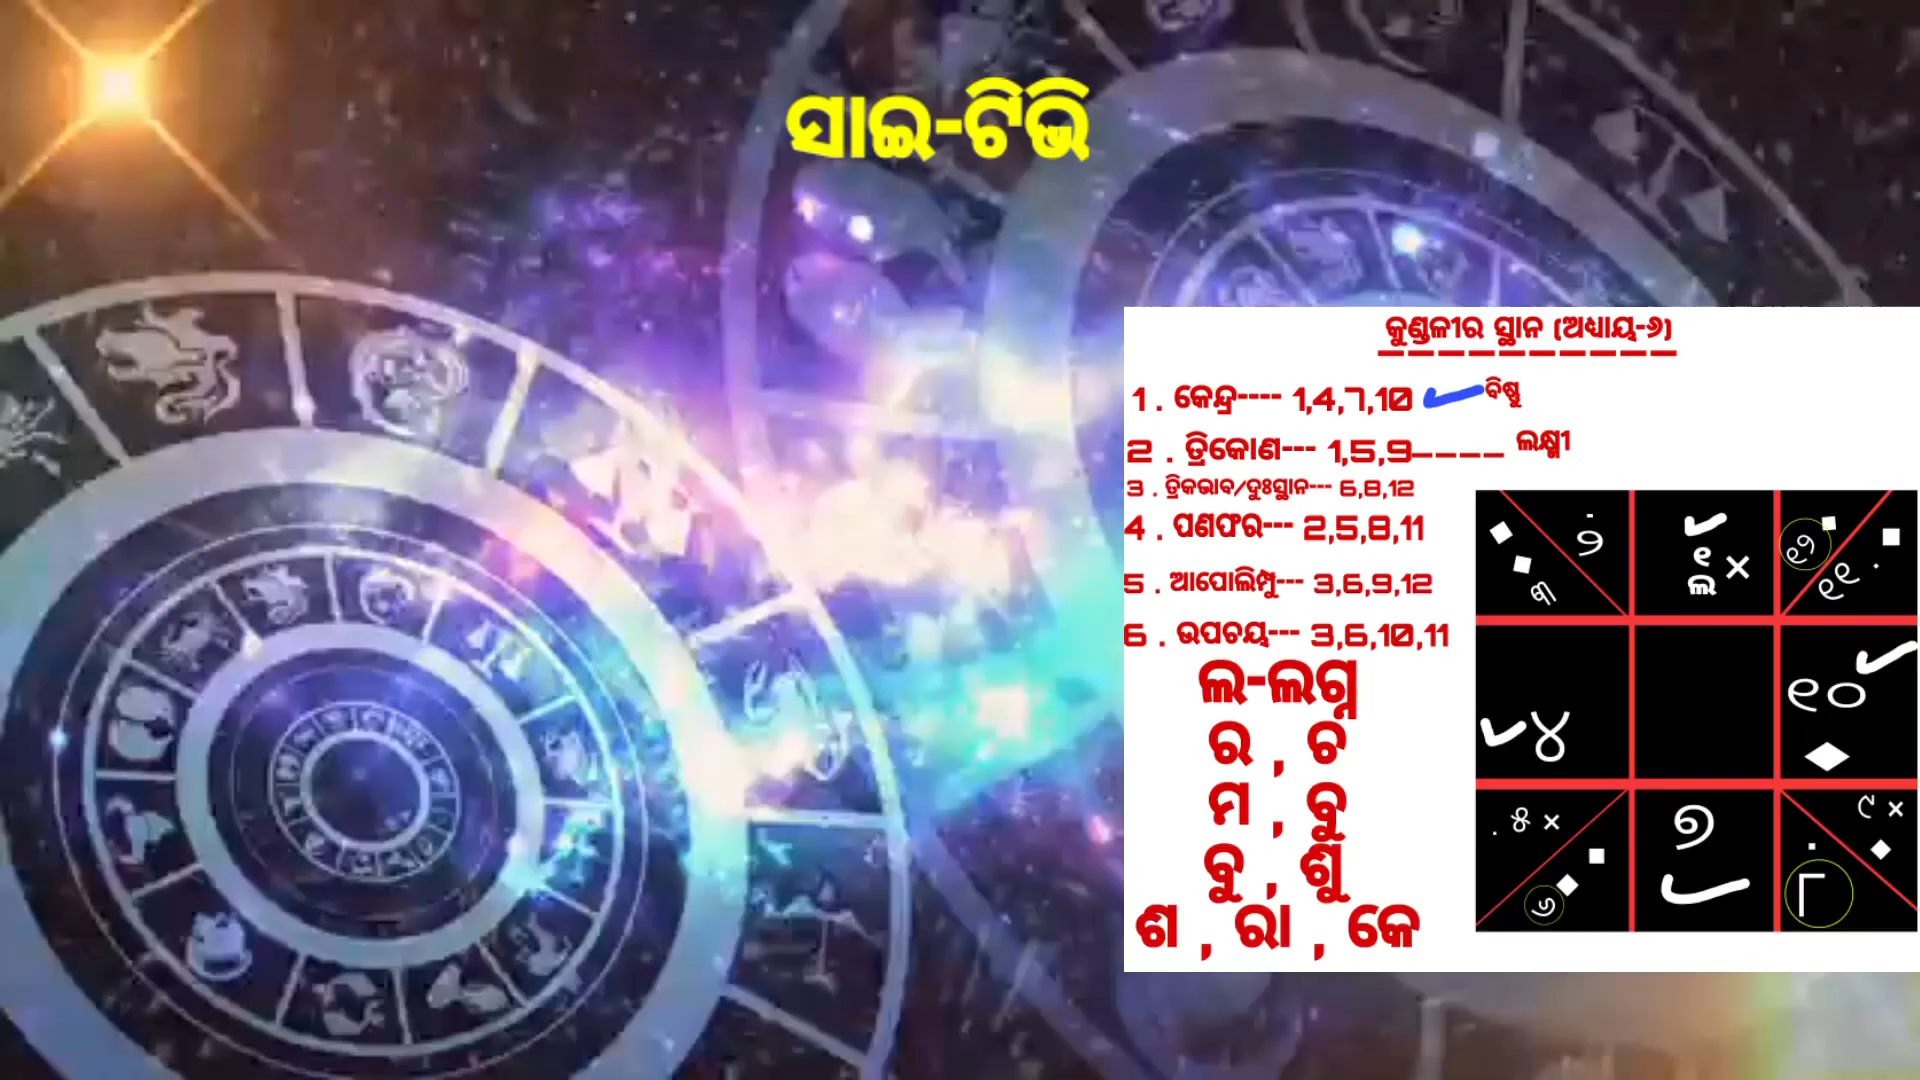 ସାଇ-ଟିଭି
କୁଣ୍ଡଳୀର ସ୍ଥାନ (ଅଧ୍ୟାୟ-୬)
1 . କେନ୍ଦ୍ର---- 1,4,7,10 ବିଷ୍ଣୁ
2 . ତ୍ରିକୋଣ--- 1,5,9---- ଲକ୍ଷ୍ମୀ
3 . ତ୍ରିକଭାବ/ଦୁଃସ୍ଥାନ--- 6,8,12
4 . ପଣଫର--- 2,5,8,11
5 . ଆପୋଲିମ୍ପୁ--- 3,6,9,12
6 . ଉପଚୟ--- 3,6,10,11
ଲ-ଲଗ୍ନ
ର , ଚ
ମ , ବୁ
ବୁ , ଶୁ
ଶ , ରା , କେ
୨ ୧ ୧୨
ଲ
୩ ୧୧
୪ ୧୦
୫ ୭ ୯
୬ ୮